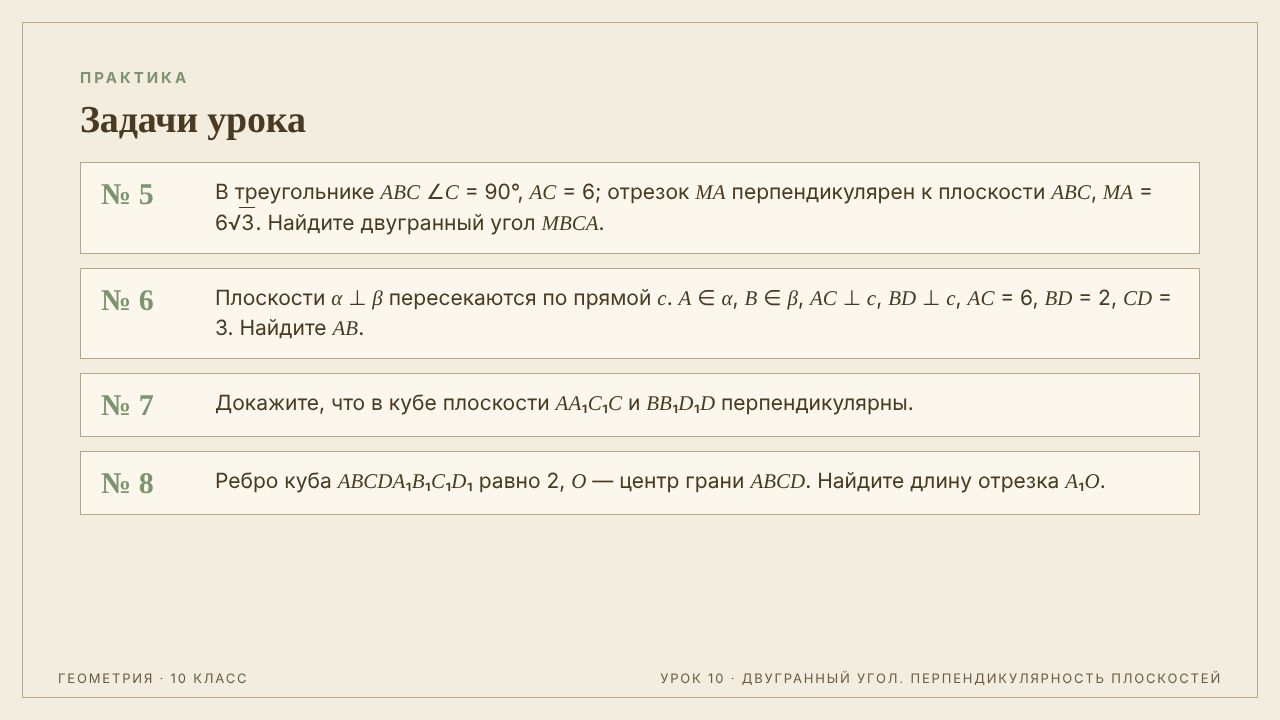 ПРАКТИКА
Задачи урока
№ 5
В треугольнике ABC ∠C = 90°, AC = 6; отрезок MA перпендикулярен к плоскости ABC, MA =
6√3. Найдите двугранный угол MBCA.
№ 6
Плоскости α ⊥ β пересекаются по прямой c. A ∈ α, B ∈ β, AC ⊥ c, BD ⊥ c, AC = 6, BD = 2, CD =
3. Найдите AB.
№ 7
Докажите, что в кубе плоскости AA₁C₁C и BB₁D₁D перпендикулярны.
№ 8
Ребро куба ABCDA₁B₁C₁D₁ равно 2, O — центр грани ABCD. Найдите длину отрезка A₁O.
ГЕОМЕТРИЯ · 10 КЛАСС
УРОК 10 · ДВУГРАННЫЙ УГОЛ. ПЕРПЕНДИКУЛЯРНОСТЬ ПЛОСКОСТЕЙ